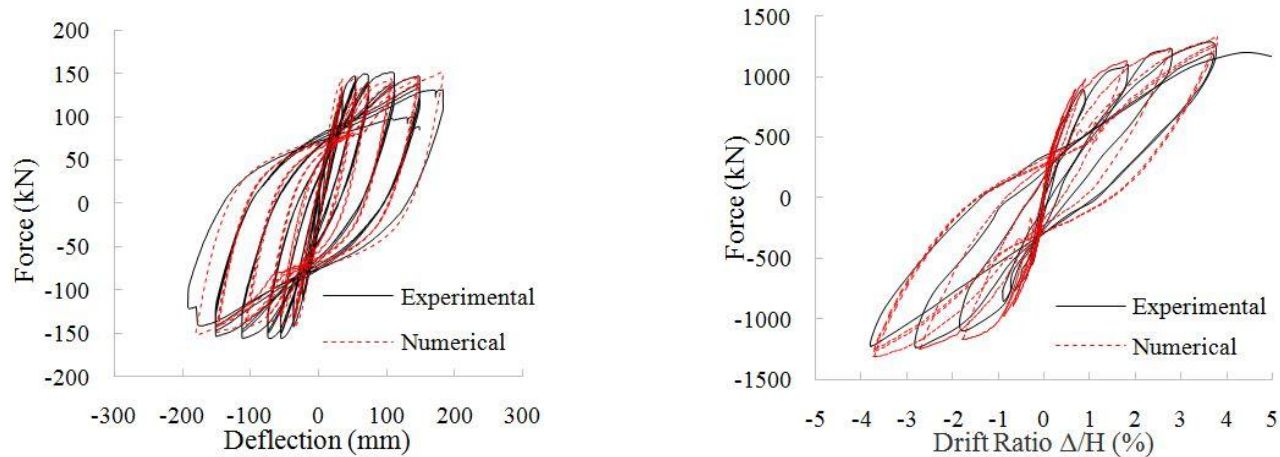 200
150
100
50
0
-50
-100
-150
-200
Force (kN)
Experimental
Numerical
-300 -200 -100 0 100 200 300
Deflection (mm)
1500
1000
500
0
-500
-1000
-1500
Force (kN)
Experimental
Numerical
-5 -4 -3 -2 -1 0 1 2 3 4 5
Drift Ratio Δ/H (%)